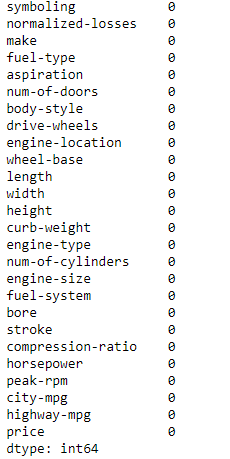 symboling 0
normalized-losses 0
make 0
fuel-type 0
aspiration 0
num-of-doors 0
body-style 0
drive-wheels 0
engine-location 0
wheel-base 0
length 0
width 0
height 0
curb-weight 0
engine-type 0
num-of-cylinders 0
engine-size 0
fuel-system 0
bore 0
stroke 0
compression-ratio 0
horsepower 0
peak-rpm 0
city-mpg 0
highway-mpg 0
price 0
dtype: int64